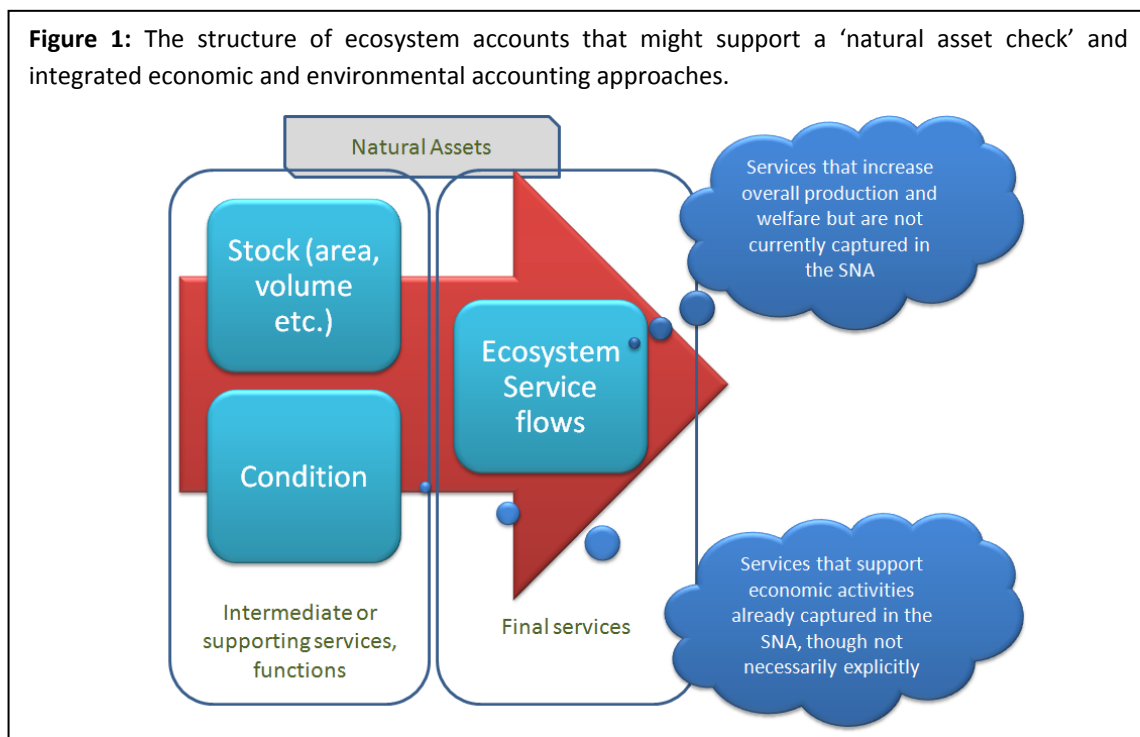 Figure 1: The structure of ecosystem accounts that might support a ‘natural asset check’ and
integrated economic and environmental accounting approaches.
Natural Assets
Stock (area,
volume
etc.)
Condition
Intermediate or
supporting services,
functions
Ecosystem
Service
flows
Final services
Services that increase
overall production and
welfare but are not
currently captured in
the SNA
Services that support
economic activities
already captured in the
SNA, though not
necessarily explicitly